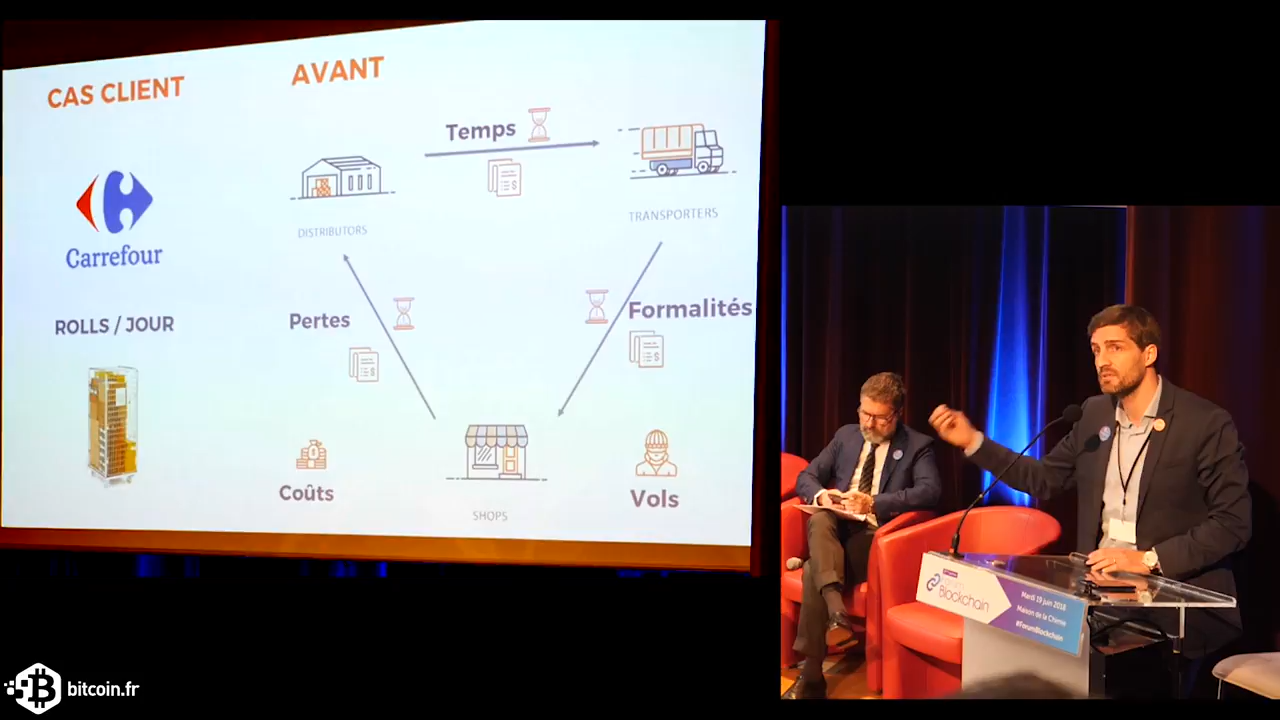 CAS CLIENT
AVANT
Temps
$
DISTRIBUTORS
TRANSPORTERS
Carrefour
ROLLS / JOUR
Pertes
$
Formalités
$
Coûts
SHOPS
Vols
Forum
Blockchain
Mardi 19 juin 2018
Maison de la Chimie
#ForumBlockchain
bitcoin.fr